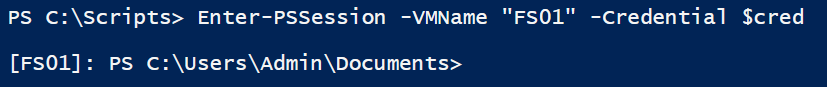 PS C:\Scripts> Enter-PSSession -VMName "FS01" -Credential $cred
[FS01]: PS C:\Users\Admin\Documents>